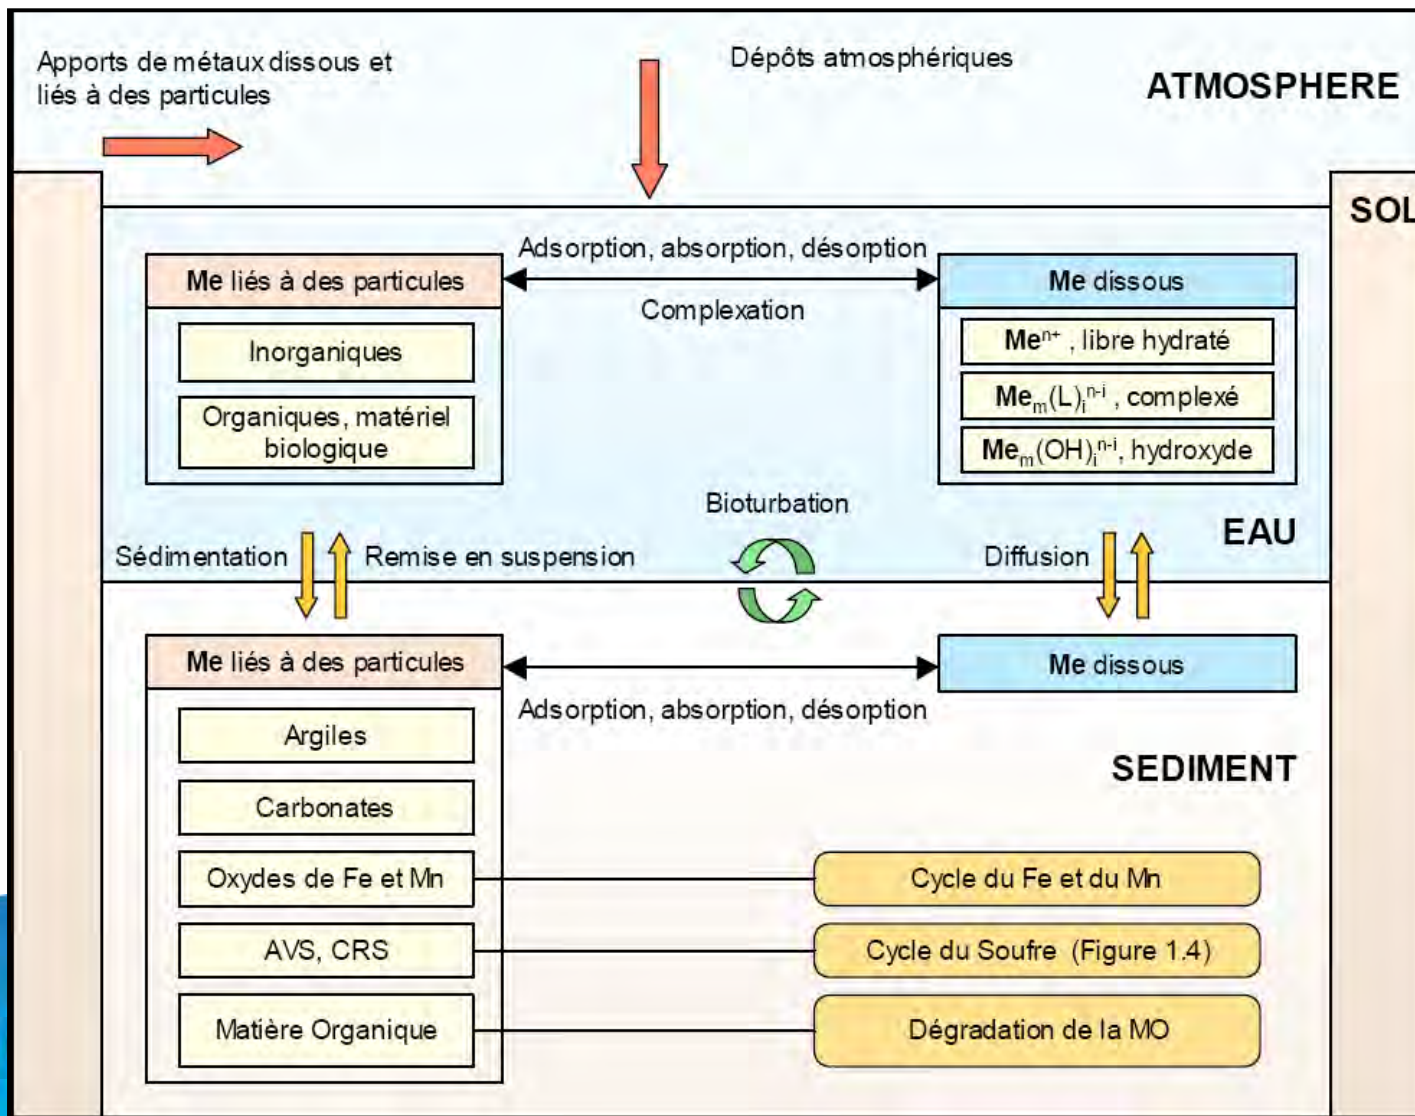 Apports de métaux dissous et
liés à des particules
Dépôts atmosphériques
ATMOSPHERE
SOL
Adsorption, absorption, désorption
Complexation
Me liés à des particules
Inorganiques
Organiques, matériel
biologique
Me dissous
Meⁿ⁺ , libre hydraté
Meₘ(L)ᵢⁿ⁻ⁱ , complexé
Meₘ(OH)ᵢⁿ⁻ⁱ, hydroxyde
Bioturbation
EAU
Sédimentation
Remise en suspension
Diffusion
Me liés à des particules
Me dissous
Adsorption, absorption, désorption
Argiles
SEDIMENT
Carbonates
Oxydes de Fe et Mn
Cycle du Fe et du Mn
AVS, CRS
Cycle du Soufre (Figure 1.4)
Matière Organique
Dégradation de la MO